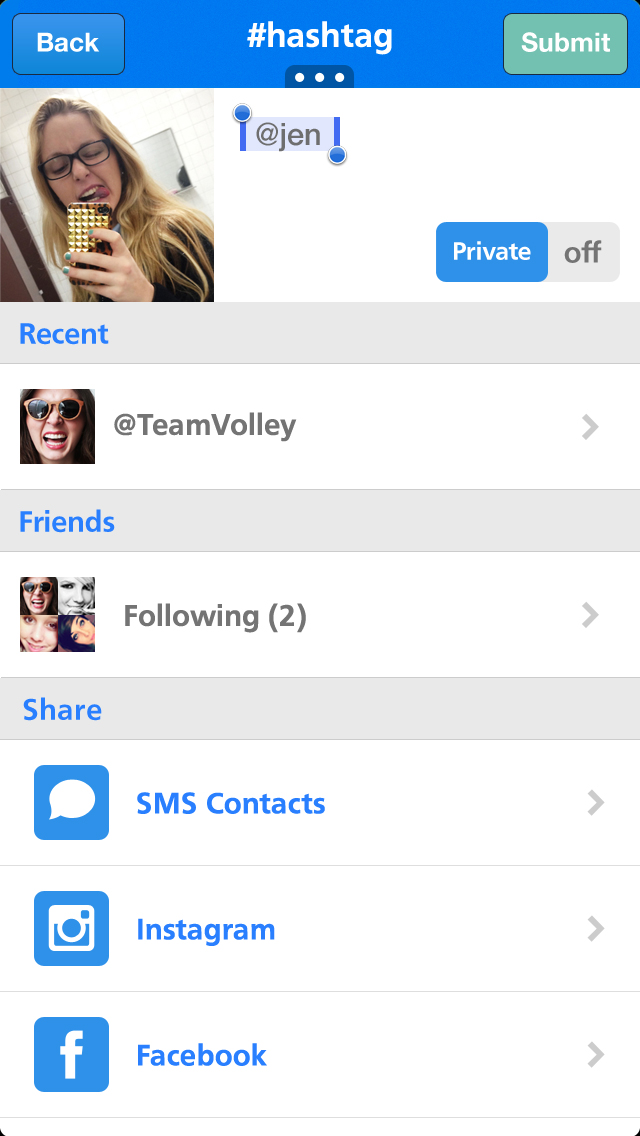 Back
#hashtag
Submit
@jen
Private
off
Recent
@TeamVolley
Friends
Following (2)
Share
SMS Contacts
Instagram
Facebook